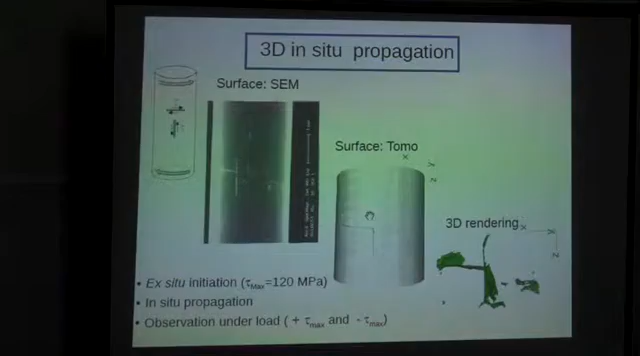 3D in situ propagation
Surface: SEM
Surface: Tomo
3D rendering
• Ex situ initiation (τMax=120 MPa)
• In situ propagation
• Observation under load ( + τmax and - τmax)